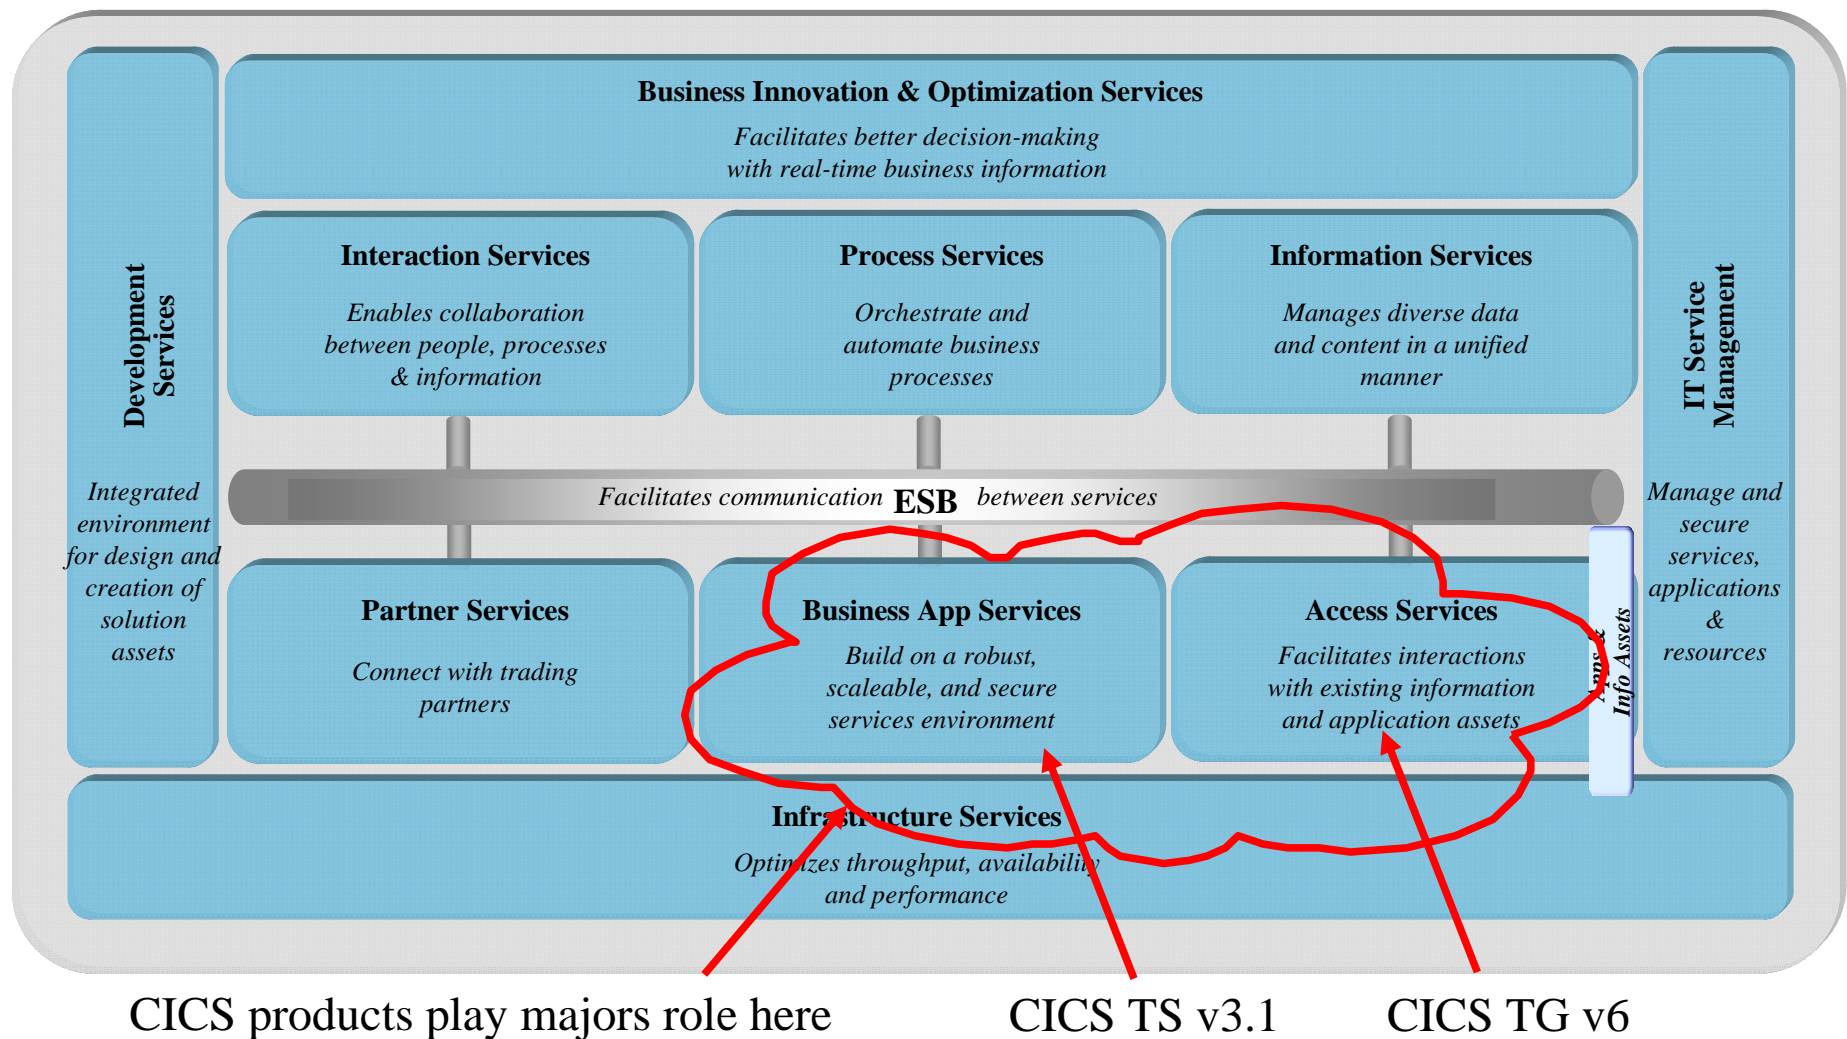 Business Innovation & Optimization Services
Facilitates better decision-making
with real-time business information
Development
Services
Integrated
environment
for design and
creation of
solution
assets
Interaction Services
Enables collaboration
between people, processes
& information
Process Services
Orchestrate and
automate business
processes
Information Services
Manages diverse data
and content in a unified
manner
IT Service
Management
Manage and
secure
services,
applications
&
resources
Facilitates communication ESB between services
Partner Services
Connect with trading
partners
Business App Services
Build on a robust,
scaleable, and secure
services environment
Access Services
Facilitates interactions
with existing information
and application assets
Apps &
Info Assets
Infrastructure Services
Optimizes throughput, availability
and performance
CICS products play majors role here
CICS TS v3.1
CICS TG v6